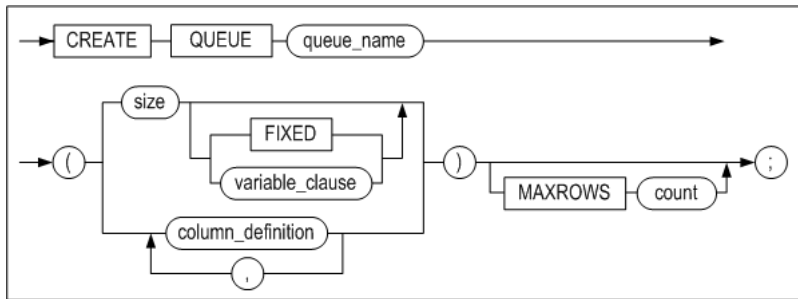 CREATE QUEUE queue_name
( size ) ;
FIXED
variable_clause
MAXROWS count
column_definition
,